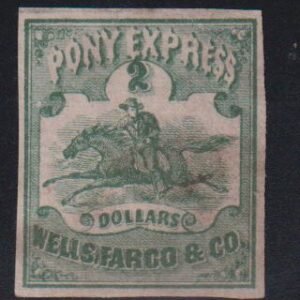 PONY EXPRESS
2
DOLLARS
WELLS, FARGO & CO.